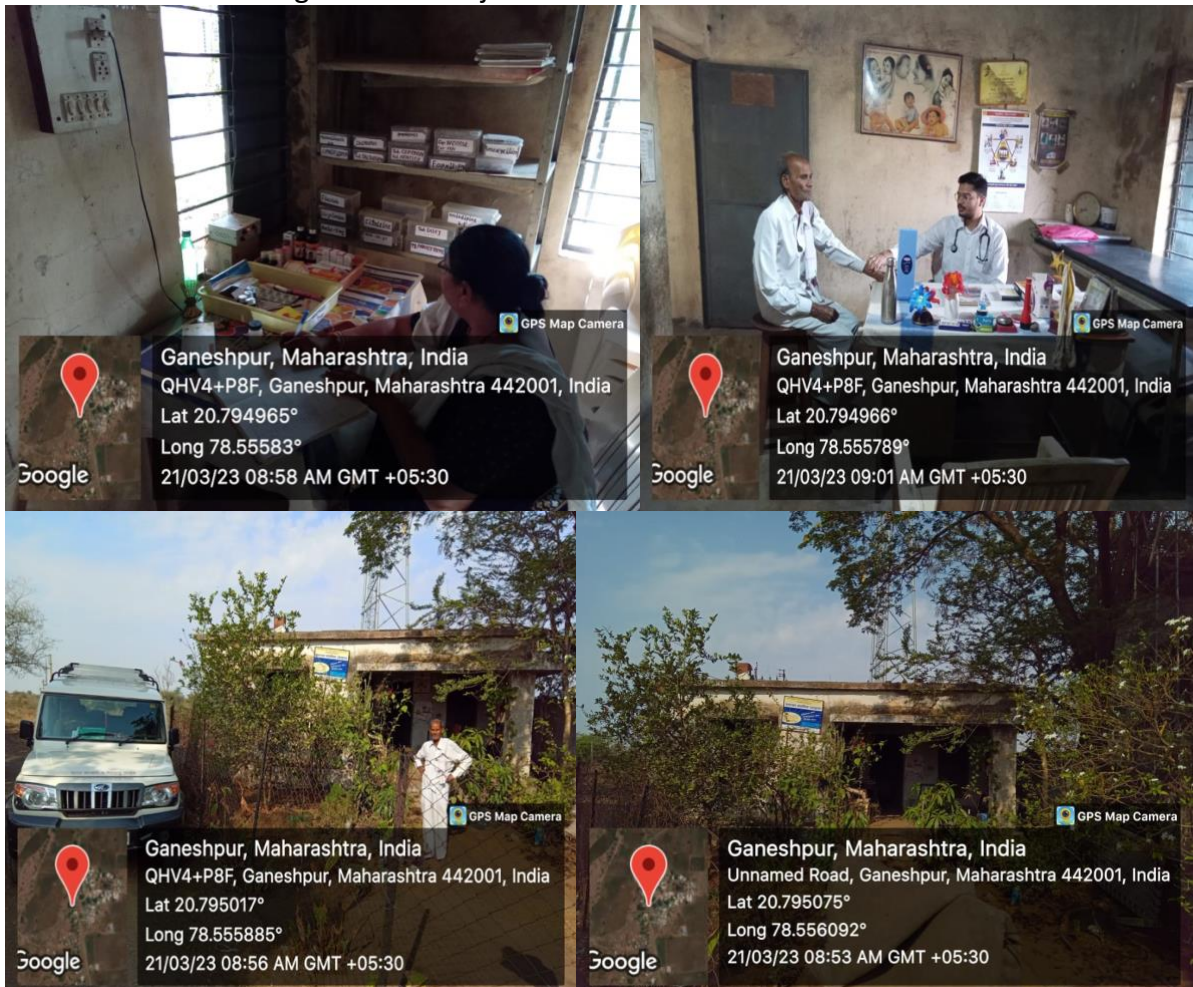 GPS Map Camera
Ganeshpur, Maharashtra, India
QHV4+P8F, Ganeshpur, Maharashtra 442001, India
Lat 20.794965°
Long 78.55583°
21/03/23 08:58 AM GMT +05:30
Google
GPS Map Camera
Ganeshpur, Maharashtra, India
QHV4+P8F, Ganeshpur, Maharashtra 442001, India
Lat 20.794966°
Long 78.555789°
21/03/23 09:01 AM GMT +05:30
Google
GPS Map Camera
Ganeshpur, Maharashtra, India
QHV4+P8F, Ganeshpur, Maharashtra 442001, India
Lat 20.795017°
Long 78.555885°
21/03/23 08:56 AM GMT +05:30
Google
GPS Map Camera
Ganeshpur, Maharashtra, India
Unnamed Road, Ganeshpur, Maharashtra 442001, India
Lat 20.795075°
Long 78.556092°
21/03/23 08:53 AM GMT +05:30
Google